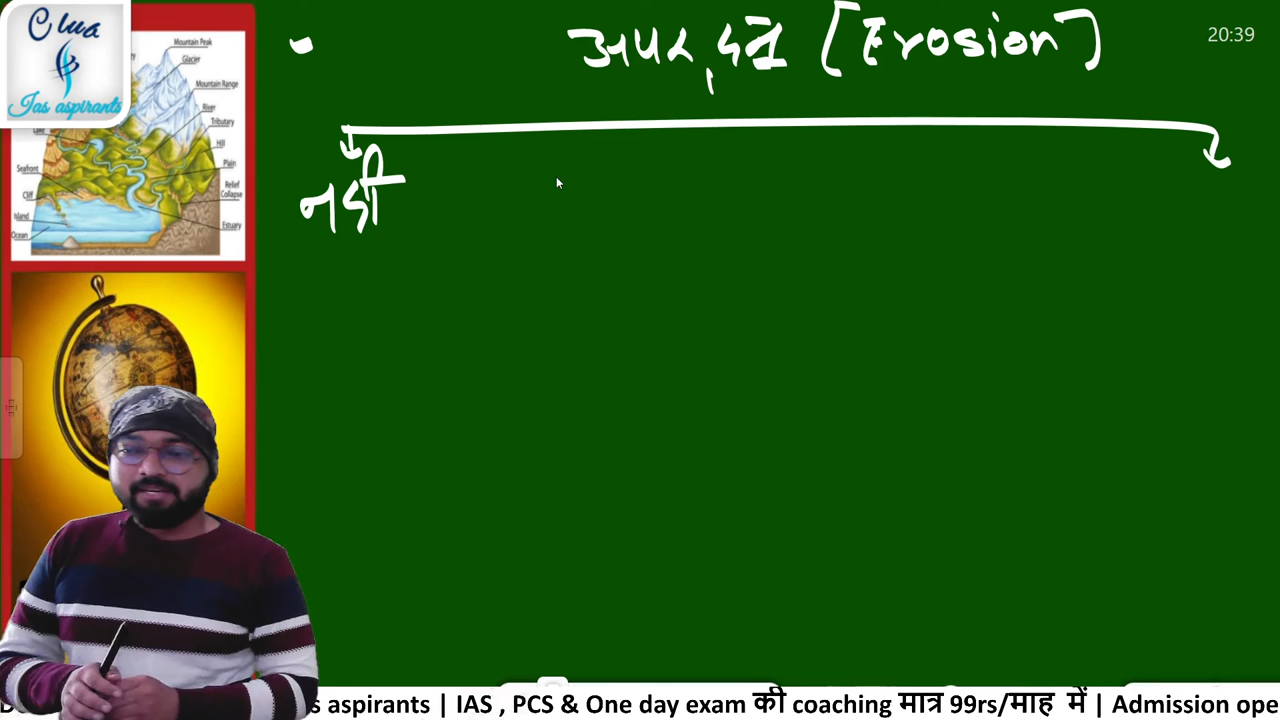 Clua
Ias aspirants
Mountain Peak
Glacier
Mountain Range
River
Tributary
Hill
Plain
Relief
Collapse
Estuary
Lake
Seafront
Cliff
Island
Ocean
[Erosion]
20:39
नदी
s aspirants | IAS , PCS & One day exam की coaching मात्र 99rs/माह में | Admission ope